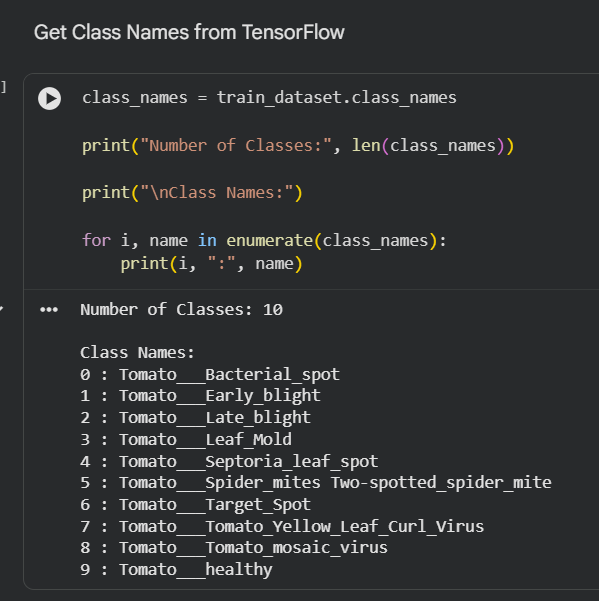 Get Class Names from TensorFlow
]
class_names = train_dataset.class_names
print("Number of Classes:", len(class_names))
print("\nClass Names:")
for i, name in enumerate(class_names):
    print(i, ":", name)
Number of Classes: 10
Class Names:
0 : Tomato___Bacterial_spot
1 : Tomato___Early_blight
2 : Tomato___Late_blight
3 : Tomato___Leaf_Mold
4 : Tomato___Septoria_leaf_spot
5 : Tomato___Spider_mites Two-spotted_spider_mite
6 : Tomato___Target_Spot
7 : Tomato___Tomato_Yellow_Leaf_Curl_Virus
8 : Tomato___Tomato_mosaic_virus
9 : Tomato___healthy